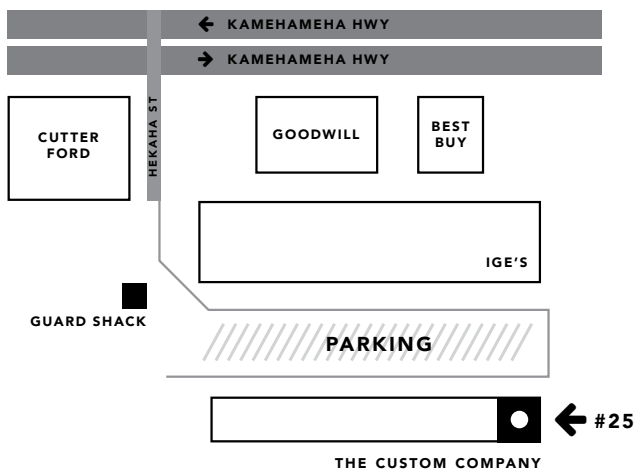 KAMEHAMEHA HWY
KAMEHAMEHA HWY
HEKAHA ST
CUTTER
FORD
GOODWILL
BEST
BUY
IGE'S
GUARD SHACK
PARKING
#25
THE CUSTOM COMPANY